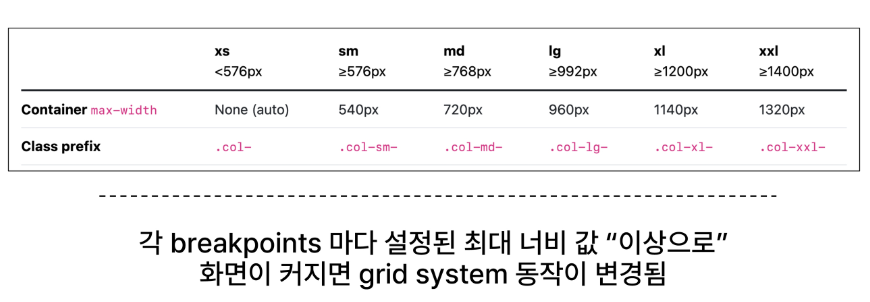 xs sm md lg xl xxl
<576px ≥576px ≥768px ≥992px ≥1200px ≥1400px
Container max-width None (auto) 540px 720px 960px 1140px 1320px
Class prefix .col- .col-sm- .col-md- .col-lg- .col-xl- .col-xxl-
각 breakpoints 마다 설정된 최대 너비 값 “이상으로”
화면이 커지면 grid system 동작이 변경됨